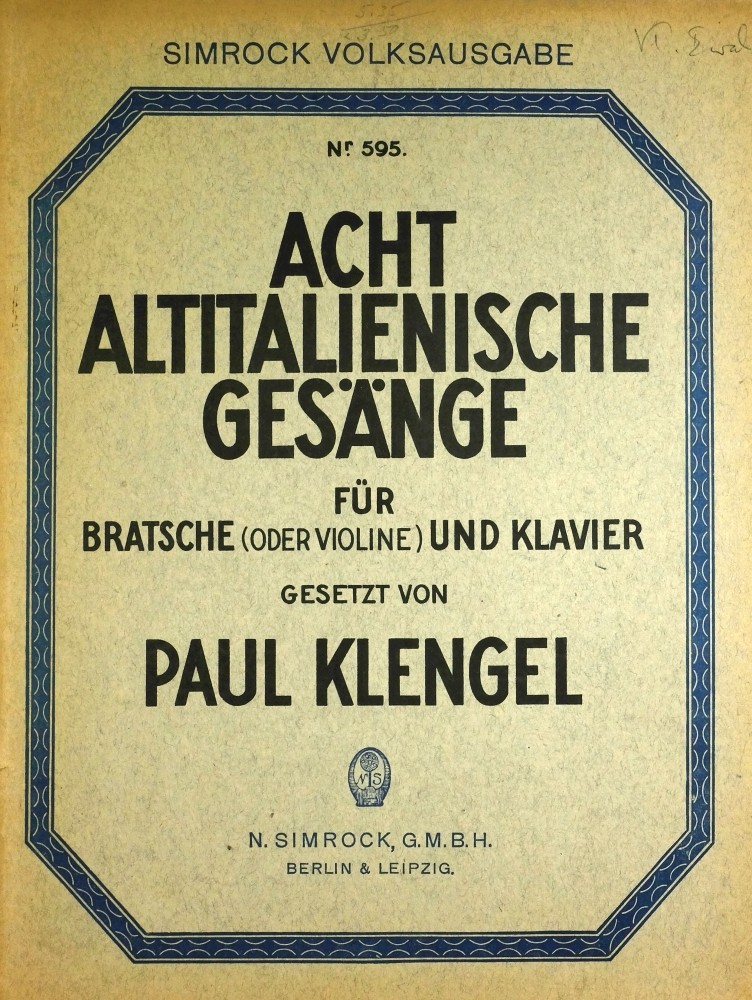 SIMROCK VOLKSAUSGABE
Nr 595.
ACHT
ALTITALIENISCHE
GESÄNGE
FÜR
BRATSCHE (ODER VIOLINE) UND KLAVIER
GESETZT VON
PAUL KLENGEL
N S
N. SIMROCK, G.M.B.H.
BERLIN & LEIPZIG.